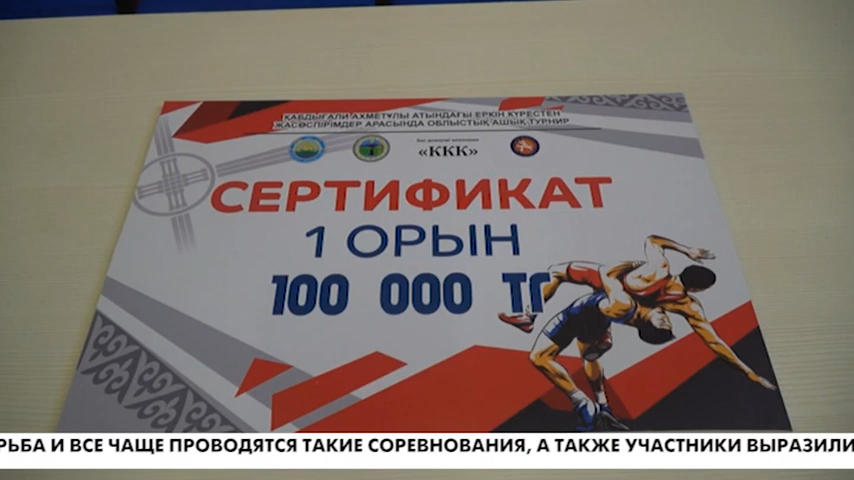 ҚАБДЫҒАЛИ АХМЕТҰЛЫ АТЫНДАҒЫ ЕРКІН КҮРЕСТЕН
ЖАСӨСПІРІМДЕР АРАСЫНДА ОБЛЫСТЫҚ АШЫҚ ТУРНИР
«ККК»
СЕРТИФИКАТ
1 ОРЫН
100 000 ТГ
РЬБА И ВСЕ ЧАЩЕ ПРОВОДЯТСЯ ТАКИЕ СОРЕВНОВАНИЯ, А ТАКЖЕ УЧАСТНИКИ ВЫРАЗИЛИ